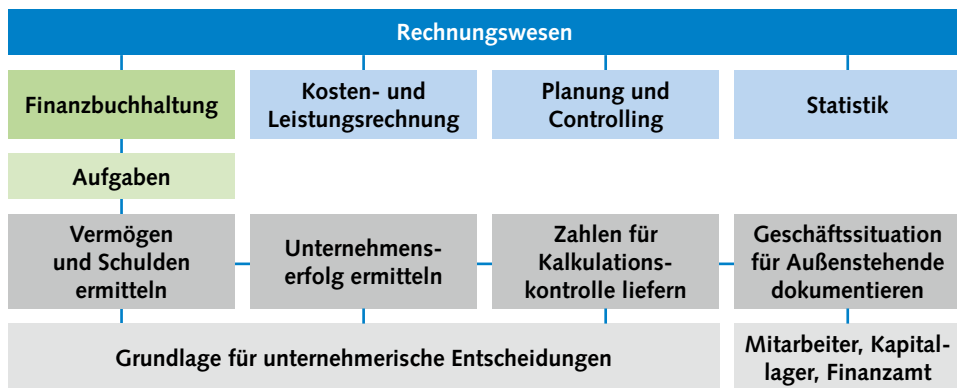 Rechnungswesen
Finanzbuchhaltung
Kosten- und
Leistungsrechnung
Planung und
Controlling
Statistik
Aufgaben
Vermögen
und Schulden
ermitteln
Unternehmens-
erfolg ermitteln
Zahlen für
Kalkulations-
kontrolle liefern
Geschäftssituation
für Außenstehende
dokumentieren
Grundlage für unternehmerische Entscheidungen
Mitarbeiter, Kapital-
lager, Finanzamt